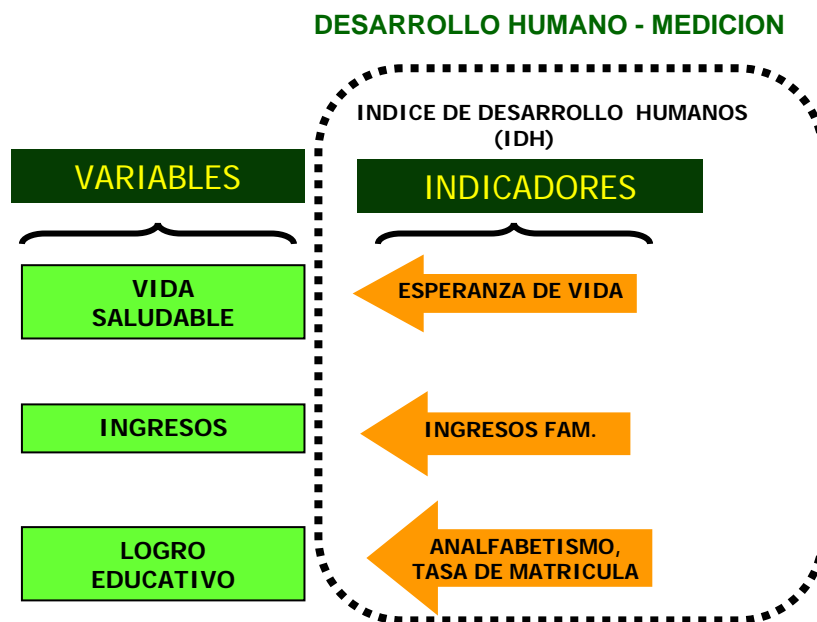 DESARROLLO HUMANO - MEDICION
INDICE DE DESARROLLO HUMANOS
(IDH)
VARIABLES
INDICADORES
VIDA
SALUDABLE
ESPERANZA DE VIDA
INGRESOS
INGRESOS FAM.
LOGRO
EDUCATIVO
ANALFABETISMO,
TASA DE MATRICULA